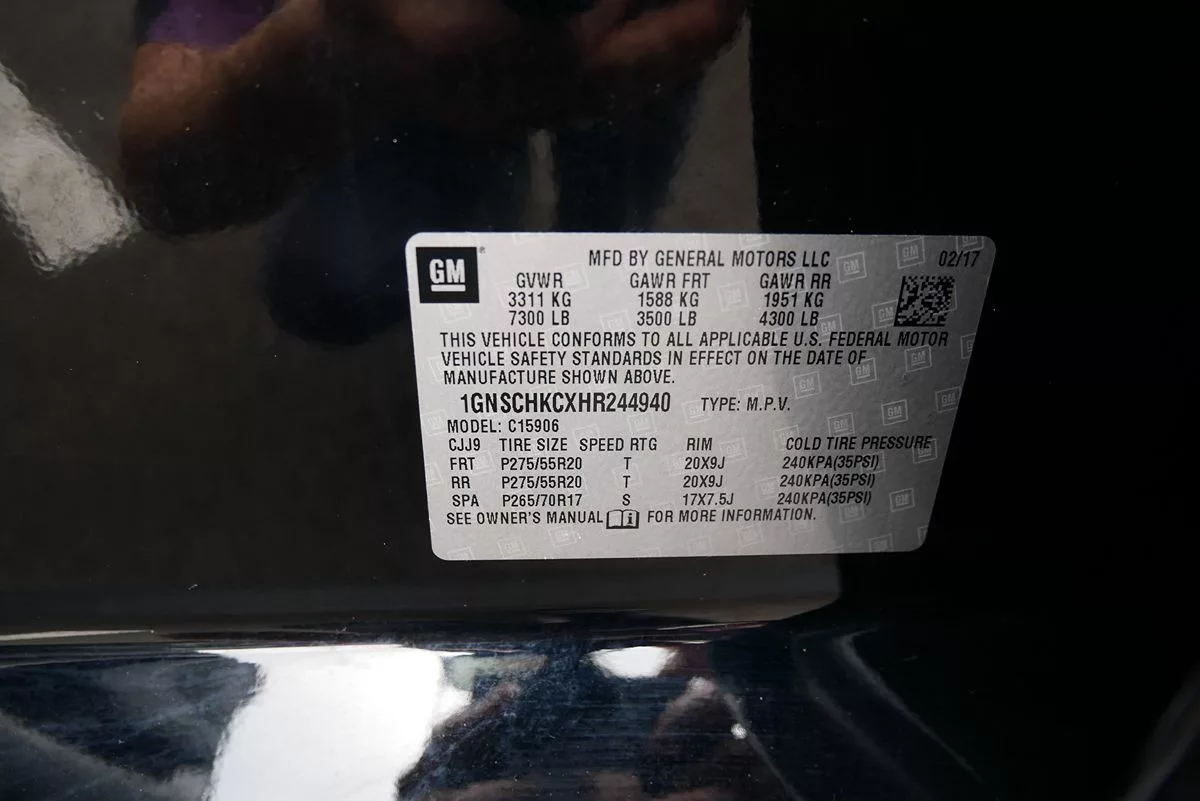 GM
MFD BY GENERAL MOTORS LLC 02/17
GVWR GAWR FRT GAWR RR
3311 KG 1588 KG 1951 KG
7300 LB 3500 LB 4300 LB
THIS VEHICLE CONFORMS TO ALL APPLICABLE U.S. FEDERAL MOTOR
VEHICLE SAFETY STANDARDS IN EFFECT ON THE DATE OF
MANUFACTURE SHOWN ABOVE.
1GNSCHKCXHR244940 TYPE: M.P.V.
MODEL: C15906
CJJ9 TIRE SIZE SPEED RTG RIM COLD TIRE PRESSURE
FRT P275/55R20 T 20X9J 240KPA(35PSI)
RR P275/55R20 T 20X9J 240KPA(35PSI)
SPA P265/70R17 S 17X7.5J 240KPA(35PSI)
SEE OWNER'S MANUAL FOR MORE INFORMATION.